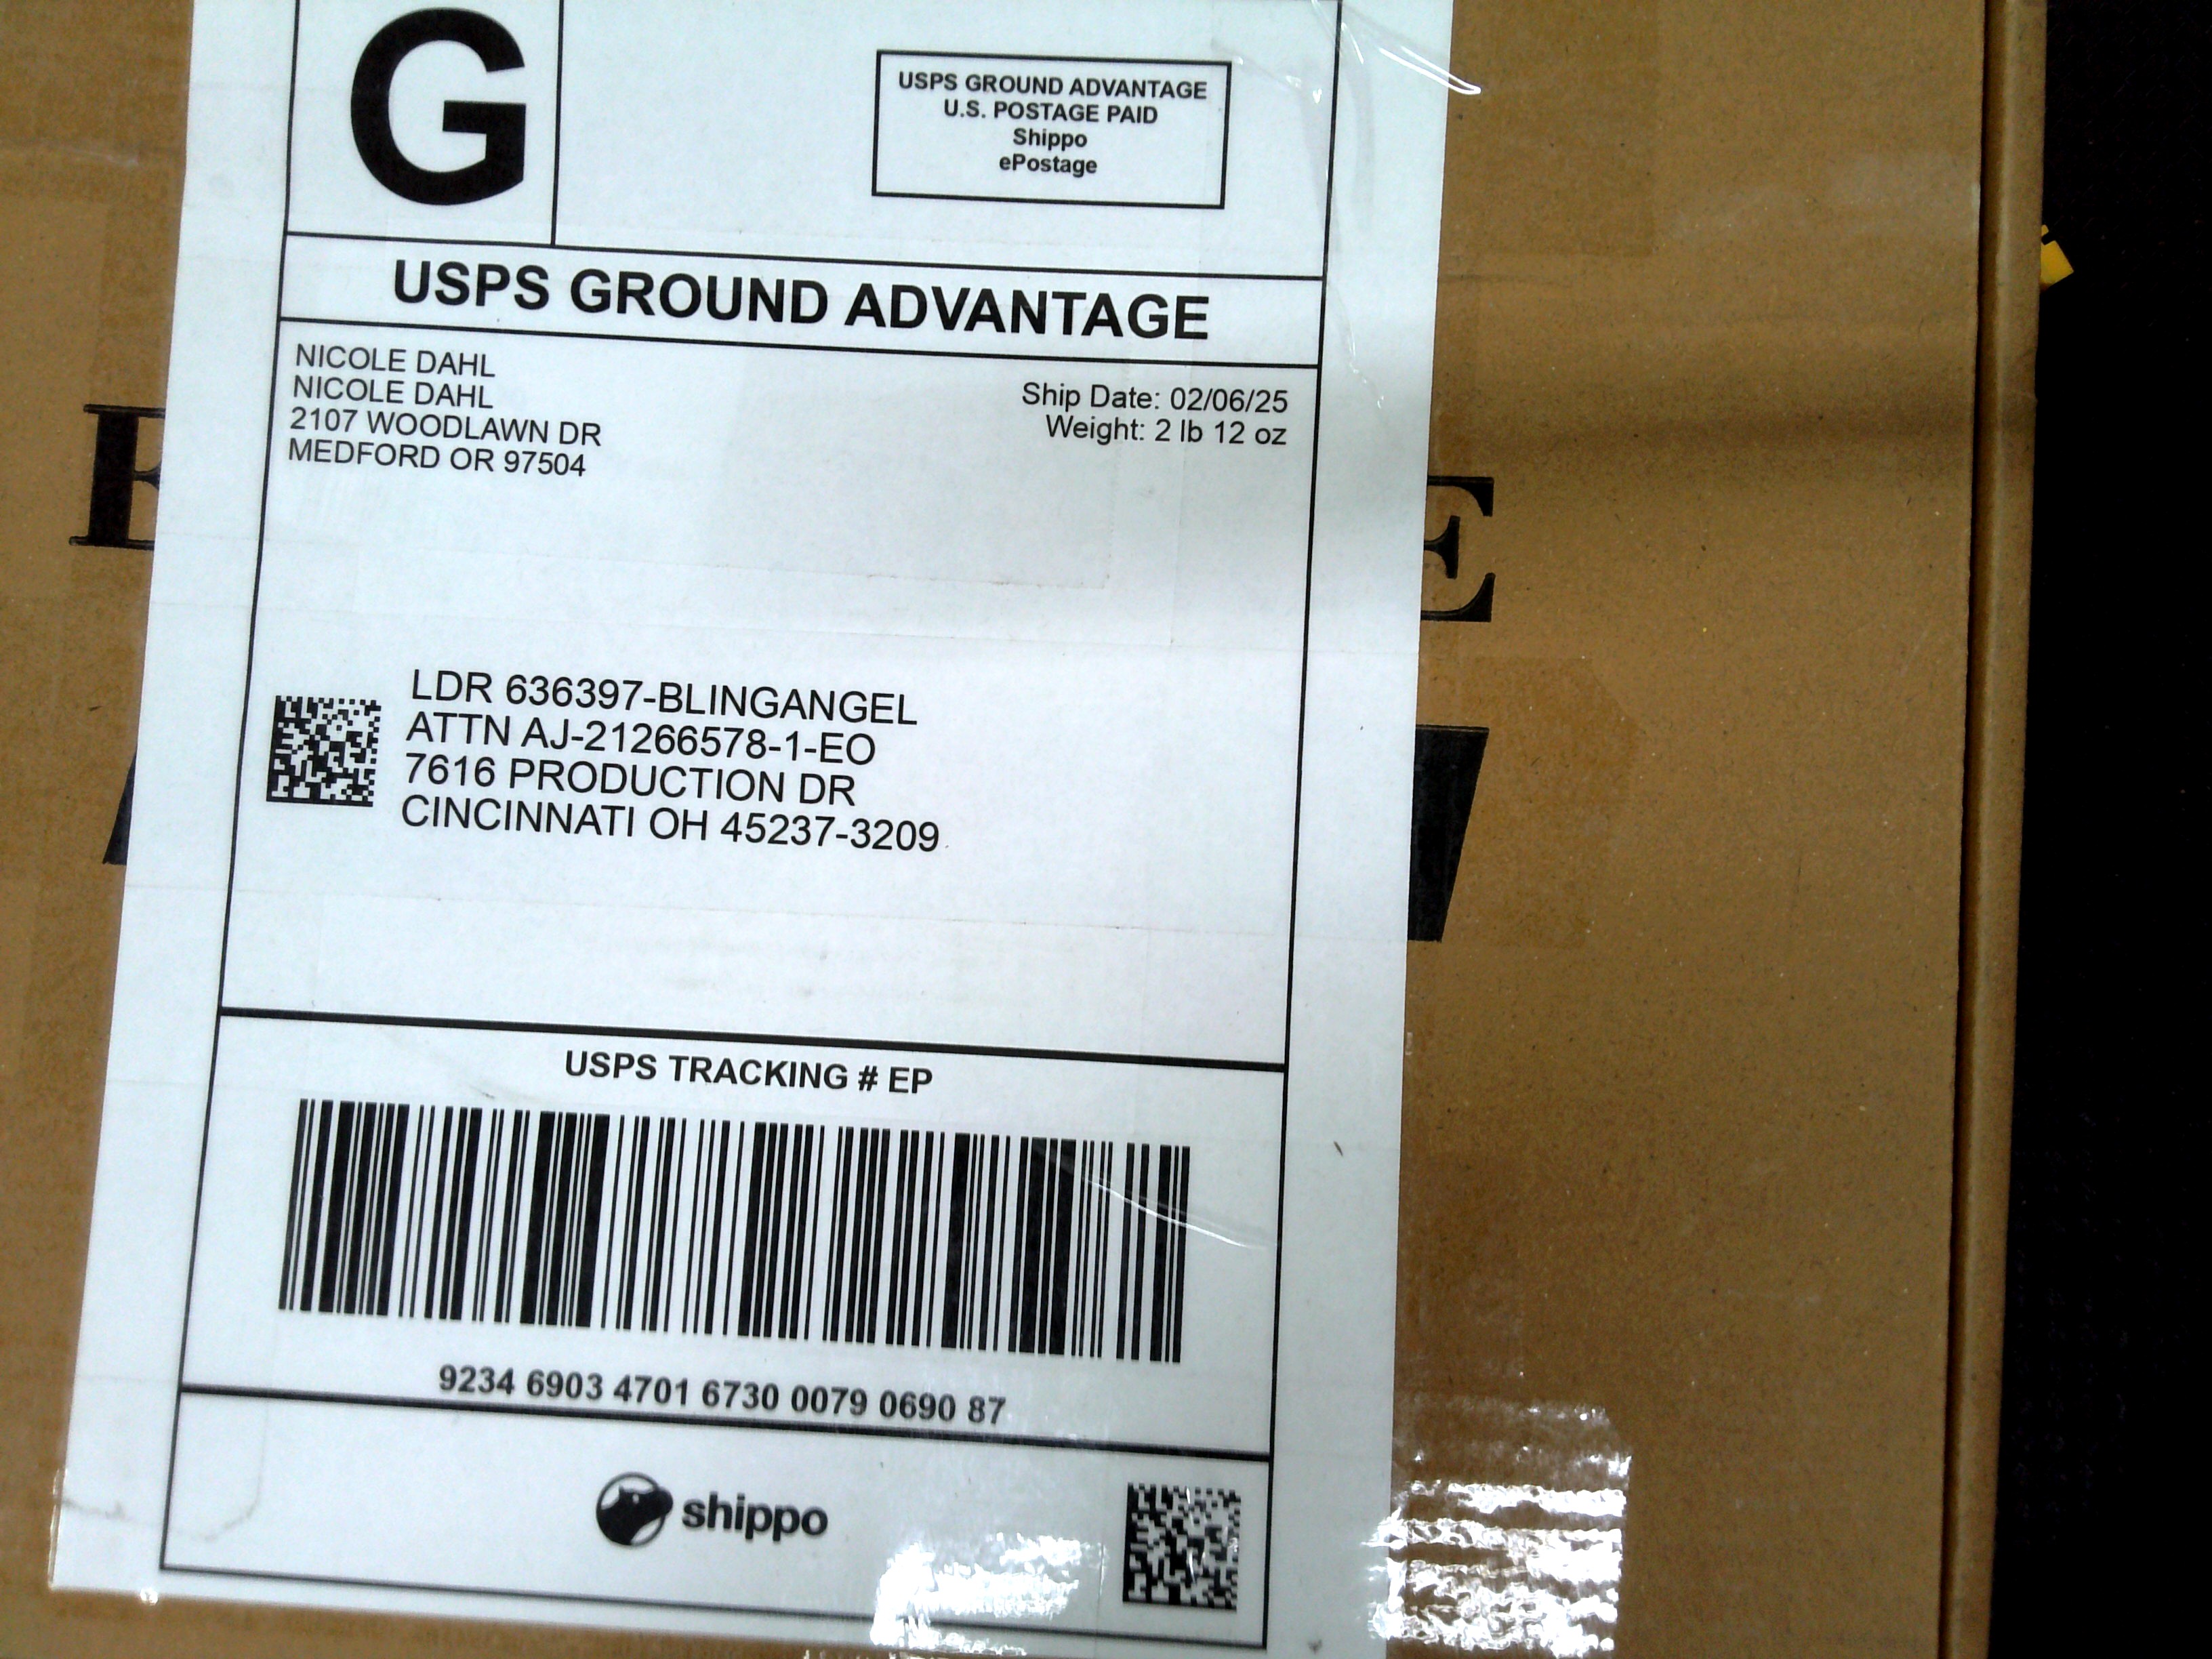 G
USPS GROUND ADVANTAGE
U.S. POSTAGE PAID
Shippo
ePostage
USPS GROUND ADVANTAGE
NICOLE DAHL
NICOLE DAHL
2107 WOODLAWN DR
MEDFORD OR 97504
Ship Date: 02/06/25
Weight: 2 lb 12 oz
LDR 636397-BLINGANGEL
ATTN AJ-21266578-1-EO
7616 PRODUCTION DR
CINCINNATI OH 45237-3209
USPS TRACKING # EP
9234 6903 4701 6730 0079 0690 87
shippo